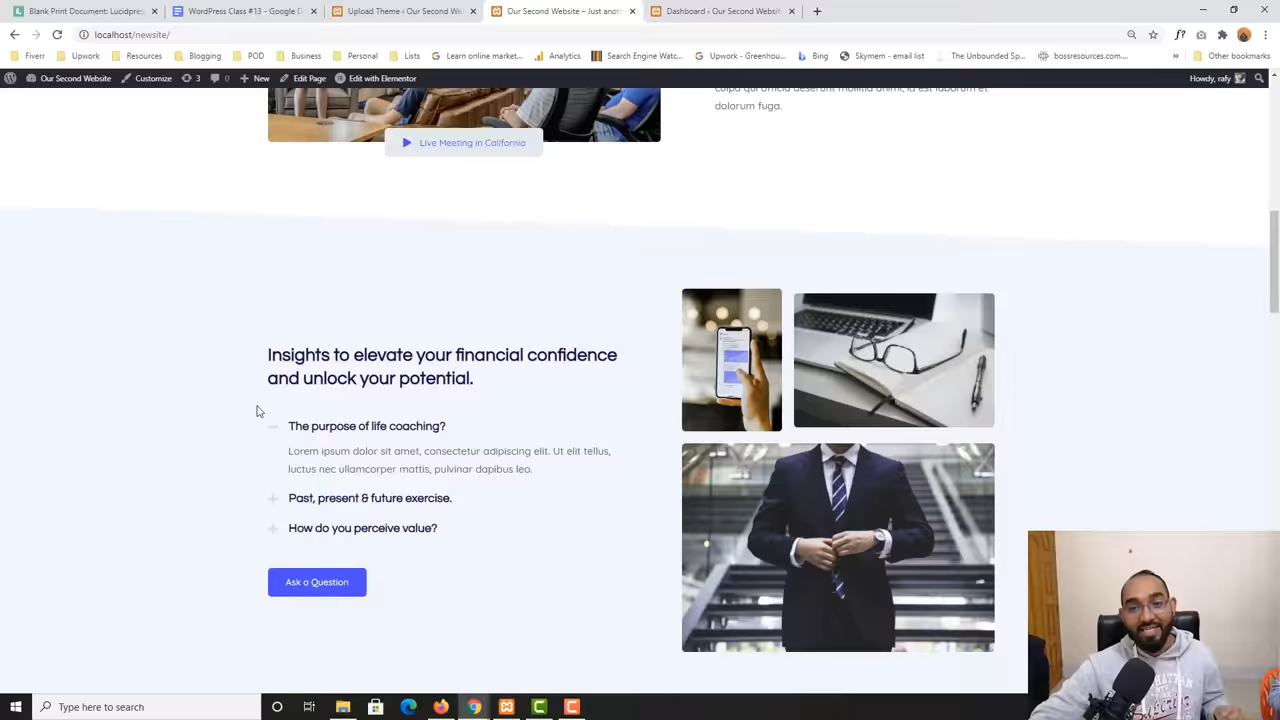 Blank Print Document: Lucidpres
WordPress Class #13 - Google D
Upload Theme ‹ Our Second We
Our Second Website – Just anoth
Dashboard ‹ Our Second Website
localhost/newsite/
Fiverr
Upwork
Resources
Blogging
POD
Business
Personal
Lists
Learn online market...
Analytics
Search Engine Watc...
Upwork - Greenhou...
Bing
Skymem - email list
The Unbounded Sp...
bossresources.com...
Other bookmarks
Our Second Website
Customize
3
0
New
Edit Page
Edit with Elementor
Howdy, rafy
culpa qui officia deserunt mollitia animi, id est laborum et
dolorum fuga.
Live Meeting in California
Insights to elevate your financial confidence
and unlock your potential.
The purpose of life coaching?
Lorem ipsum dolor sit amet, consectetur adipiscing elit. Ut elit tellus,
luctus nec ullamcorper mattis, pulvinar dapibus leo.
Past, present & future exercise.
How do you perceive value?
Ask a Question
Type here to search